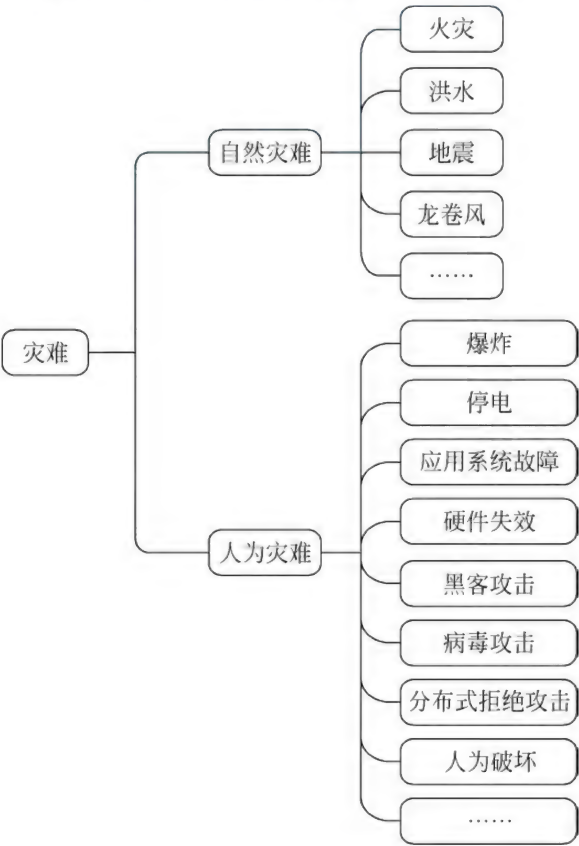 灾难
自然灾难
火灾
洪水
地震
龙卷风
……
人为灾难
爆炸
停电
应用系统故障
硬件失效
黑客攻击
病毒攻击
分布式拒绝攻击
人为破坏
……